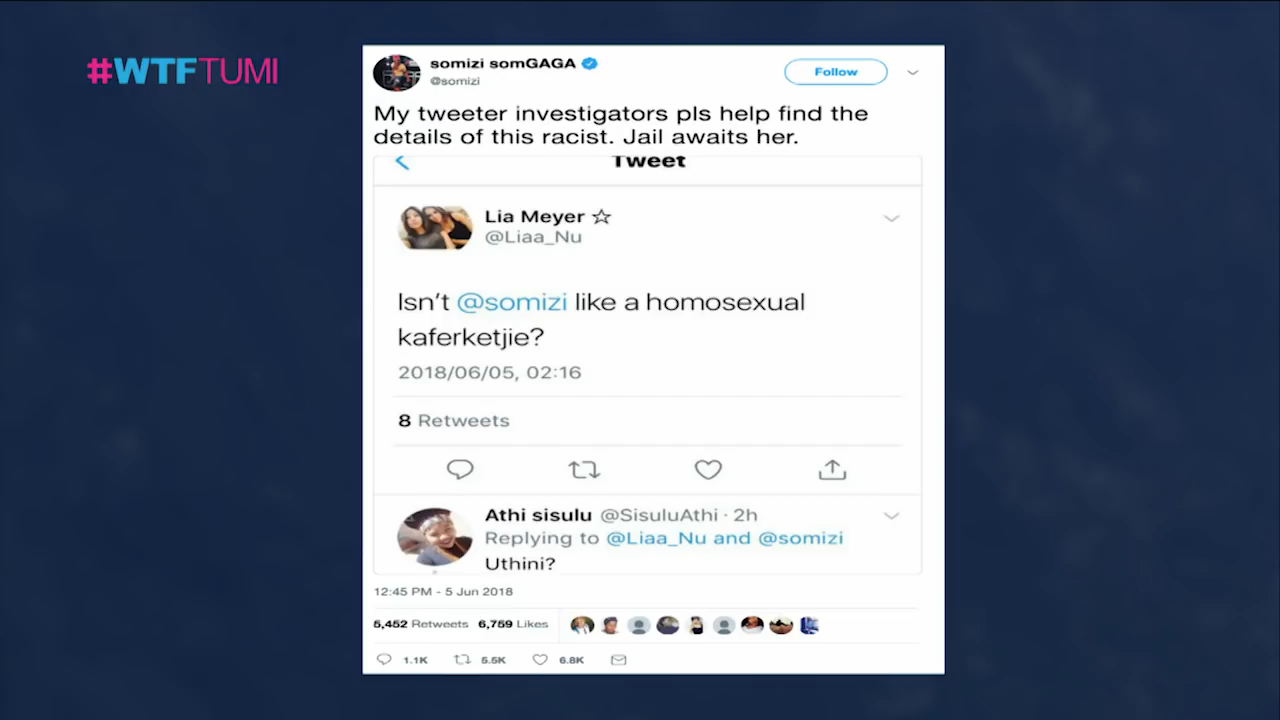 #WTFTUMI
somizi somGAGA
@somizi
Follow
My tweeter investigators pls help find the
details of this racist. Jail awaits her.
Tweet
Lia Meyer ☆
@Liaa_Nu
Isn't @somizi like a homosexual
kaferketjie?
2018/06/05, 02:16
8 Retweets
Athi sisulu @SisuluAthi · 2h
Replying to @Liaa_Nu and @somizi
Uthini?
12:45 PM - 5 Jun 2018
5,452 Retweets 6,759 Likes
1.1K 5.5K 6.8K